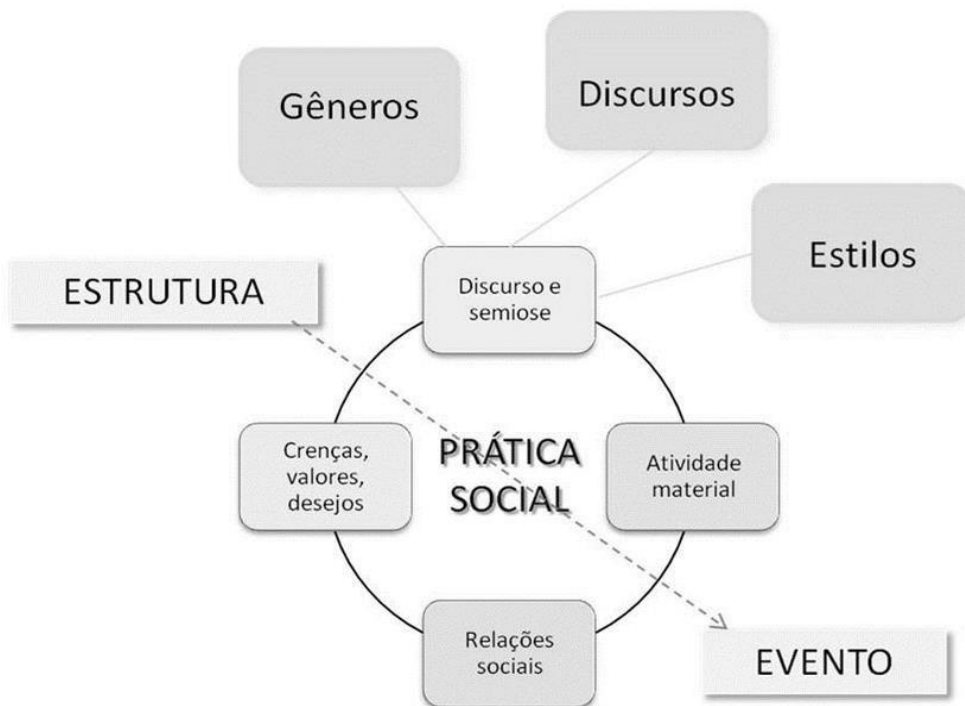 Gêneros
Discursos
Estilos
ESTRUTURA
Discurso e
semiose
Crenças,
valores,
desejos
PRÁTICA
SOCIAL
Atividade
material
Relações
sociais
EVENTO